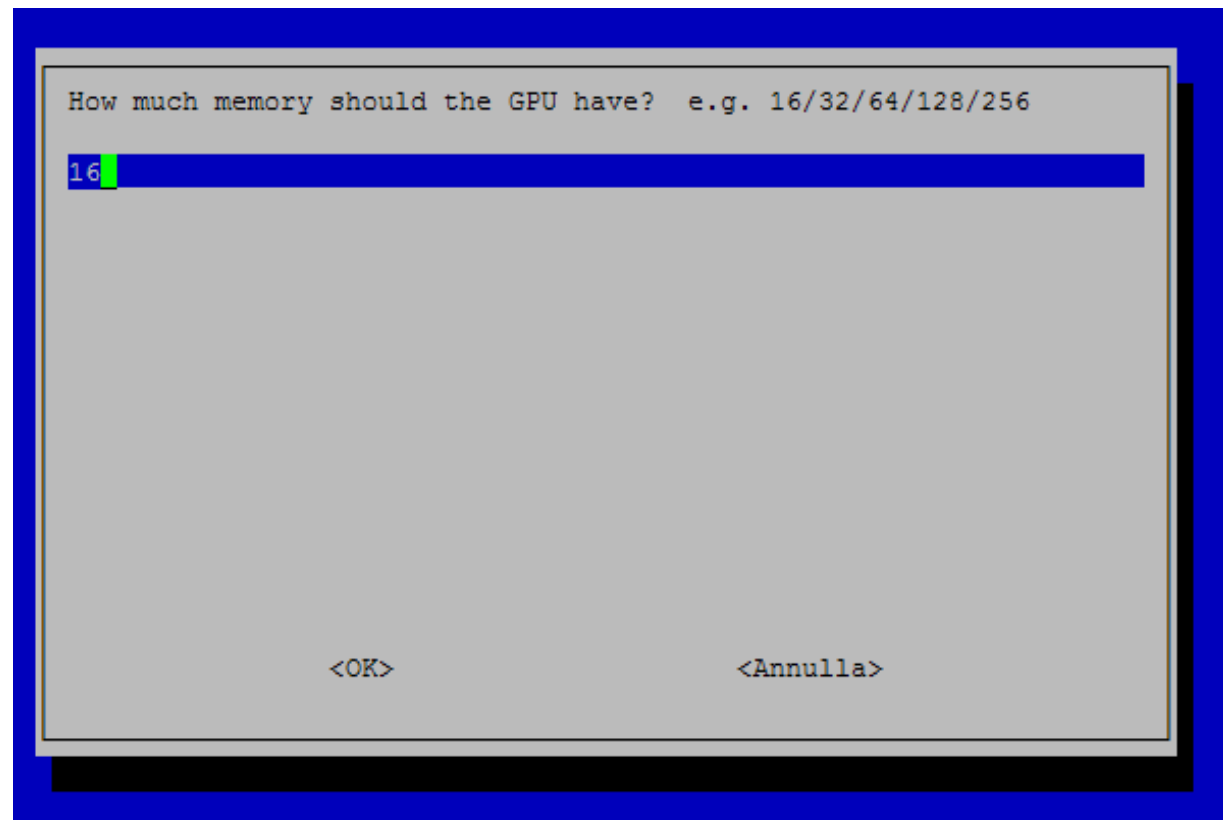 How much memory should the GPU have?  e.g. 16/32/64/128/256
16
<OK> <Annulla>